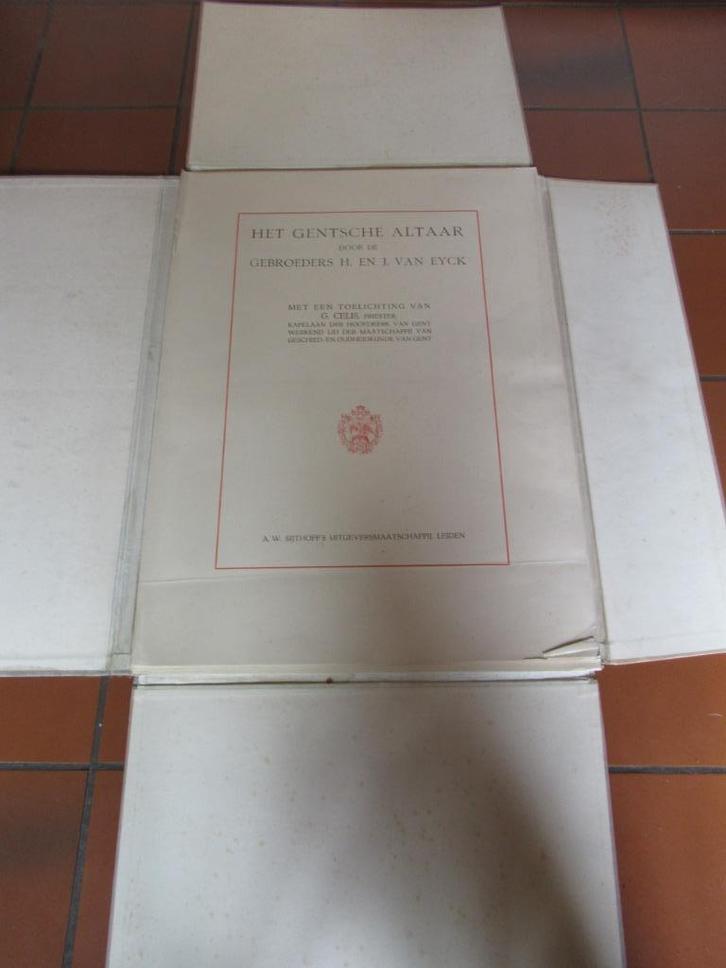 HET GENTSCHE ALTAAR
DOOR DE
GEBROEDERS H. EN J. VAN EYCK
MET EEN TOELICHTING VAN
G. CELIS, PRIESTER
KAPELAAN DER HOOFDKERK VAN GENT
WERKEND LID DER MAATSCHAPPIJ VAN
GESCHIED- EN OUDHEIDKUNDE VAN GENT
A. W. SIJTHOFF'S UITGEVERSMAATSCHAPPIJ, LEIDEN